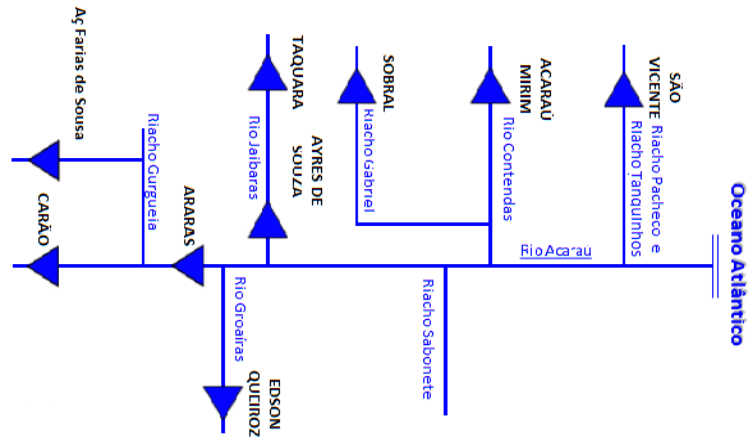 Oceano Atlântico
SÃO
VICENTE
Riacho Pacheco e
Riacho Tanquinhos
Rio Acarau
ACARAÚ
MIRIM
Rio Contendas
Riacho Sabonete
SOBRAL
Riacho Gabriel
AYRES DE
SOUZA
TAQUARA
Rio Jaibaras
EDSON
QUEIROZ
Rio Groaíras
ARARAS
Riacho Gurgueia
Aç Farias de Sousa
CARÃO